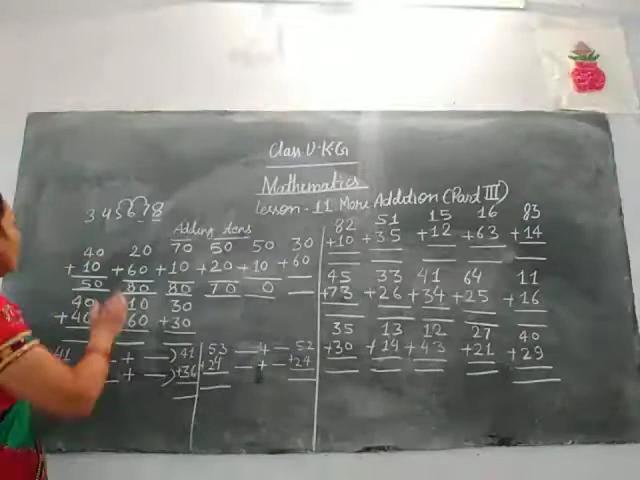 Class U.K.G
Mathematics
Lesson - 11 More Addition (Part III)
3 4 5 6 7 8
Adding tens
40 20 70 50 50 30
+10 +60 +10 +20 +10 +60
50 80 80 70 0
40 10 30
+40 60 +30
41 + — ) 41
+ — ) +36
53 — + — 52
+24 — + — +24
82 51 15 16 83
+10 +35 +12 +63 +14
45 33 41 64 11
+73 +26 +34 +25 +16
35 13 12 27 40
+30 +14 +43 +21 +29